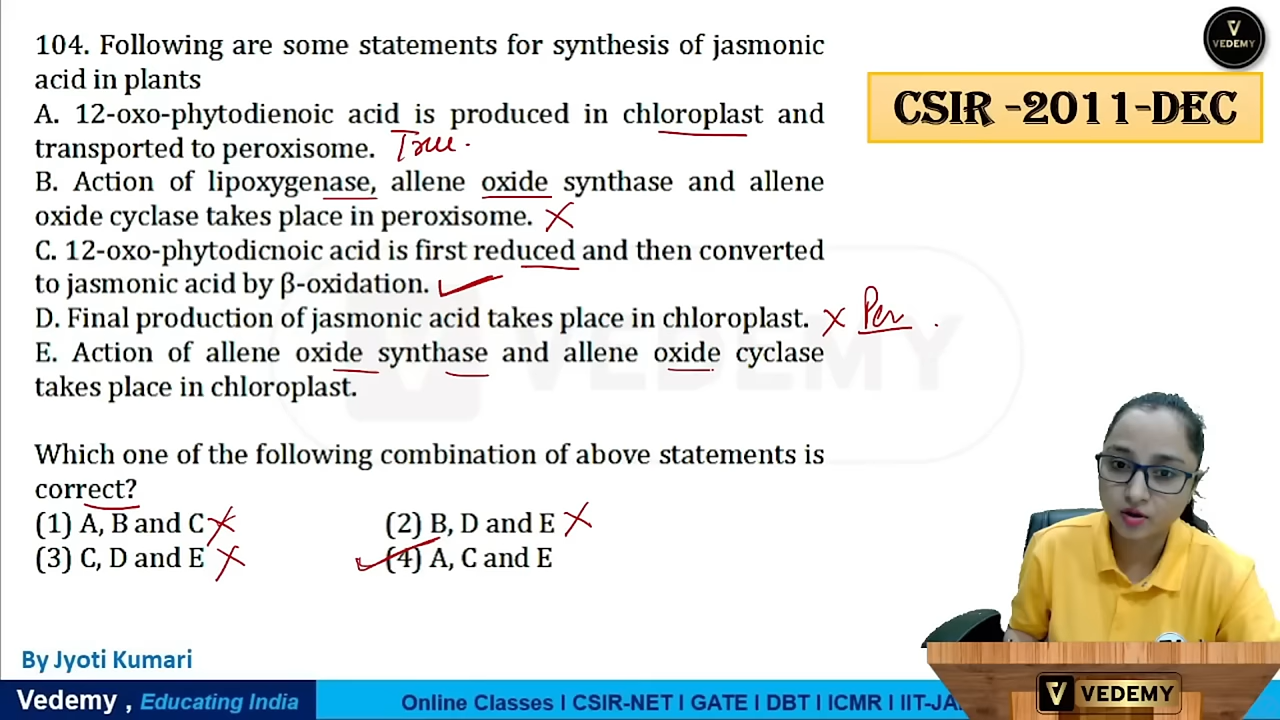 104. Following are some statements for synthesis of jasmonic
acid in plants
A. 12-oxo-phytodienoic acid is produced in chloroplast and
transported to peroxisome. True.
B. Action of lipoxygenase, allene oxide synthase and allene
oxide cyclase takes place in peroxisome.
C. 12-oxo-phytodicnoic acid is first reduced and then converted
to jasmonic acid by β-oxidation.
D. Final production of jasmonic acid takes place in chloroplast. Per
E. Action of allene oxide synthase and allene oxide cyclase
takes place in chloroplast.
Which one of the following combination of above statements is
correct?
(1) A, B and C (2) B, D and E
(3) C, D and E (4) A, C and E
VEDEMY
CSIR -2011-DEC
VEDEMY
By Jyoti Kumari
Vedemy , Educating India
Online Classes I CSIR-NET I GATE I DBT I ICMR I IIT-JA
VEDEMY